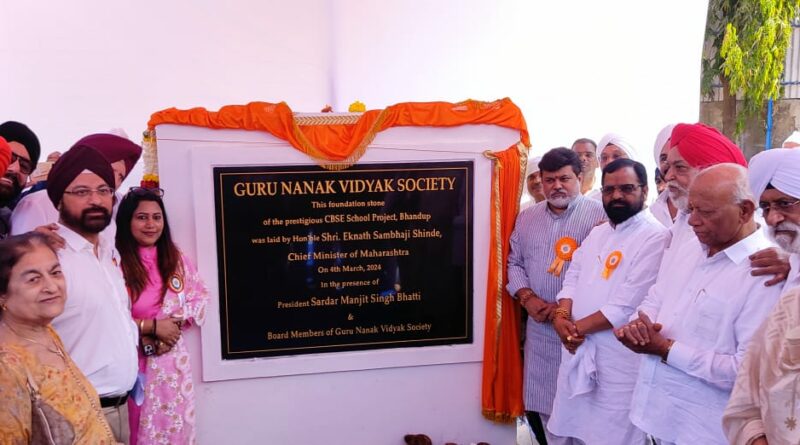 GURU NANAK VIDYAK SOCIETY
This foundation stone
of the prestigious CBSE School Project, Bhandup
was laid by Hon'ble Shri. Eknath Sambhaji Shinde,
Chief Minister of Maharashtra
On 4th March, 2024
In the presence of
President Sardar Manjit Singh Bhatti
&
Board Members of Guru Nanak Vidyak Society